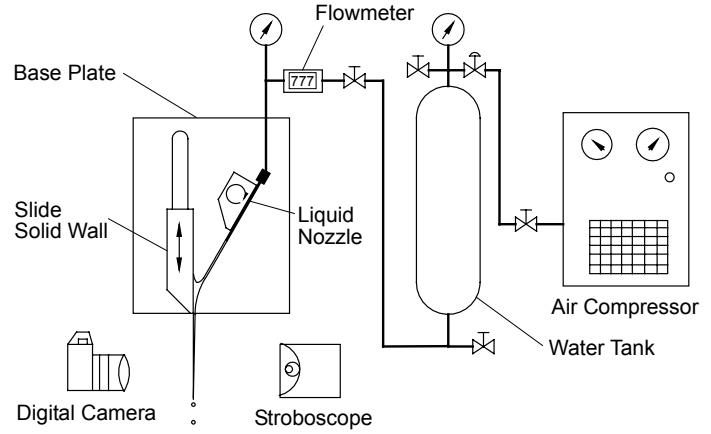 Flowmeter
777
Base Plate
Slide
Solid Wall
Liquid
Nozzle
Air Compressor
Water Tank
Digital Camera
Stroboscope